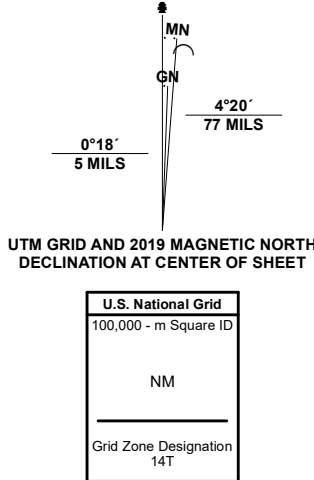 MN
GN
4°20´
77 MILS
0°18´
5 MILS
UTM GRID AND 2019 MAGNETIC NORTH
DECLINATION AT CENTER OF SHEET
U.S. National Grid
100,000 - m Square ID
NM
Grid Zone Designation
14T